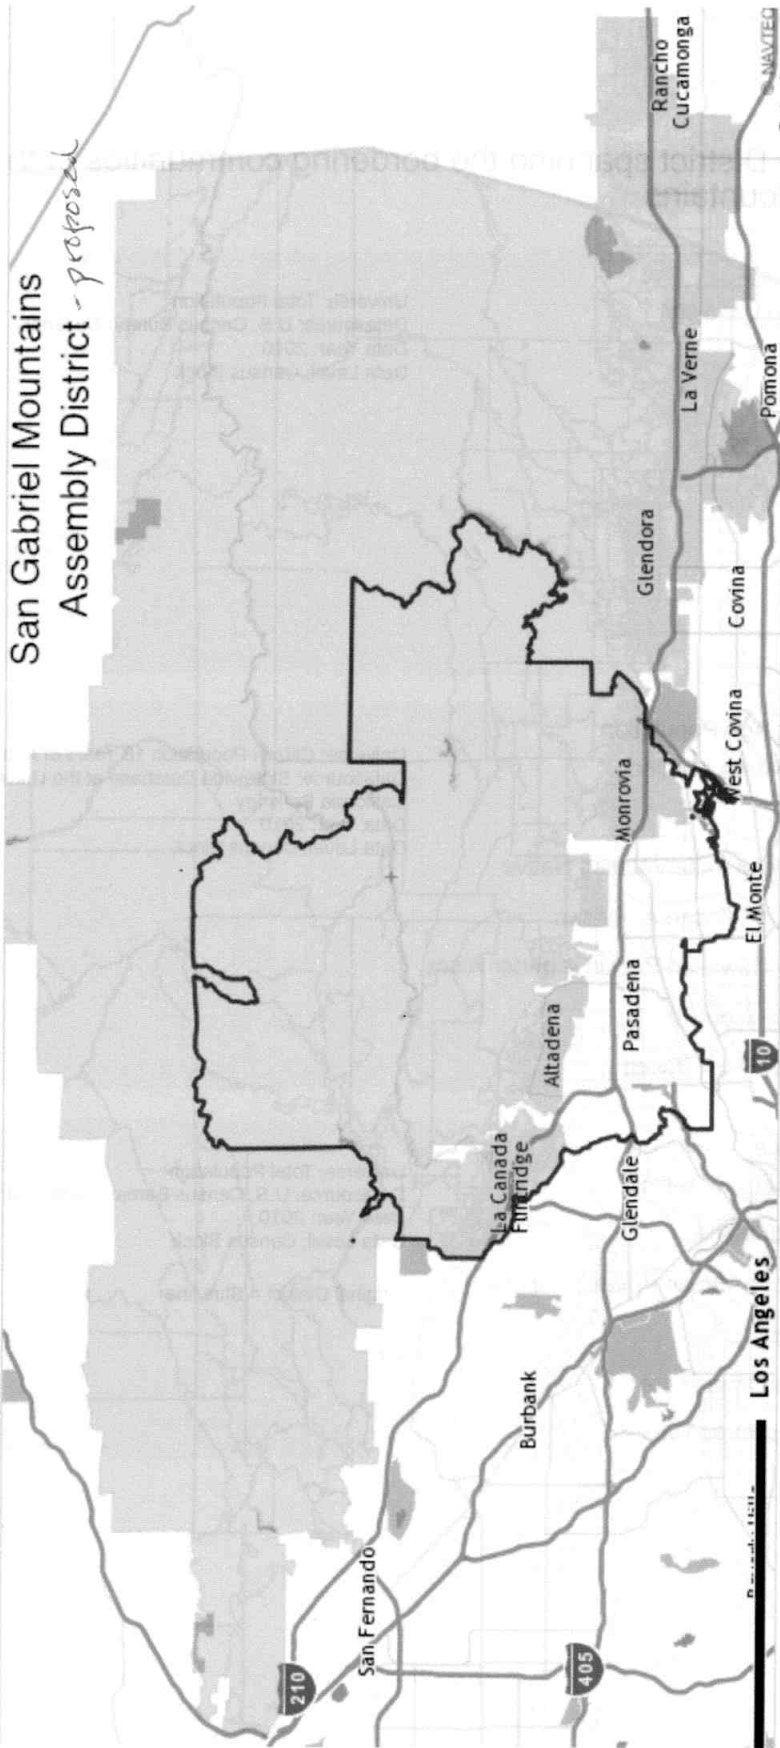 San Gabriel Mountains
Assembly District - proposed
210
San Fernando
405
Burbank
Los Angeles
La Canada
Flintridge
Glendale
Altadena
Pasadena
10
El Monte
Monrovia
West Covina
Covina
Glendora
La Verne
Pomona
Rancho
Cucamonga
© NAVTEQ